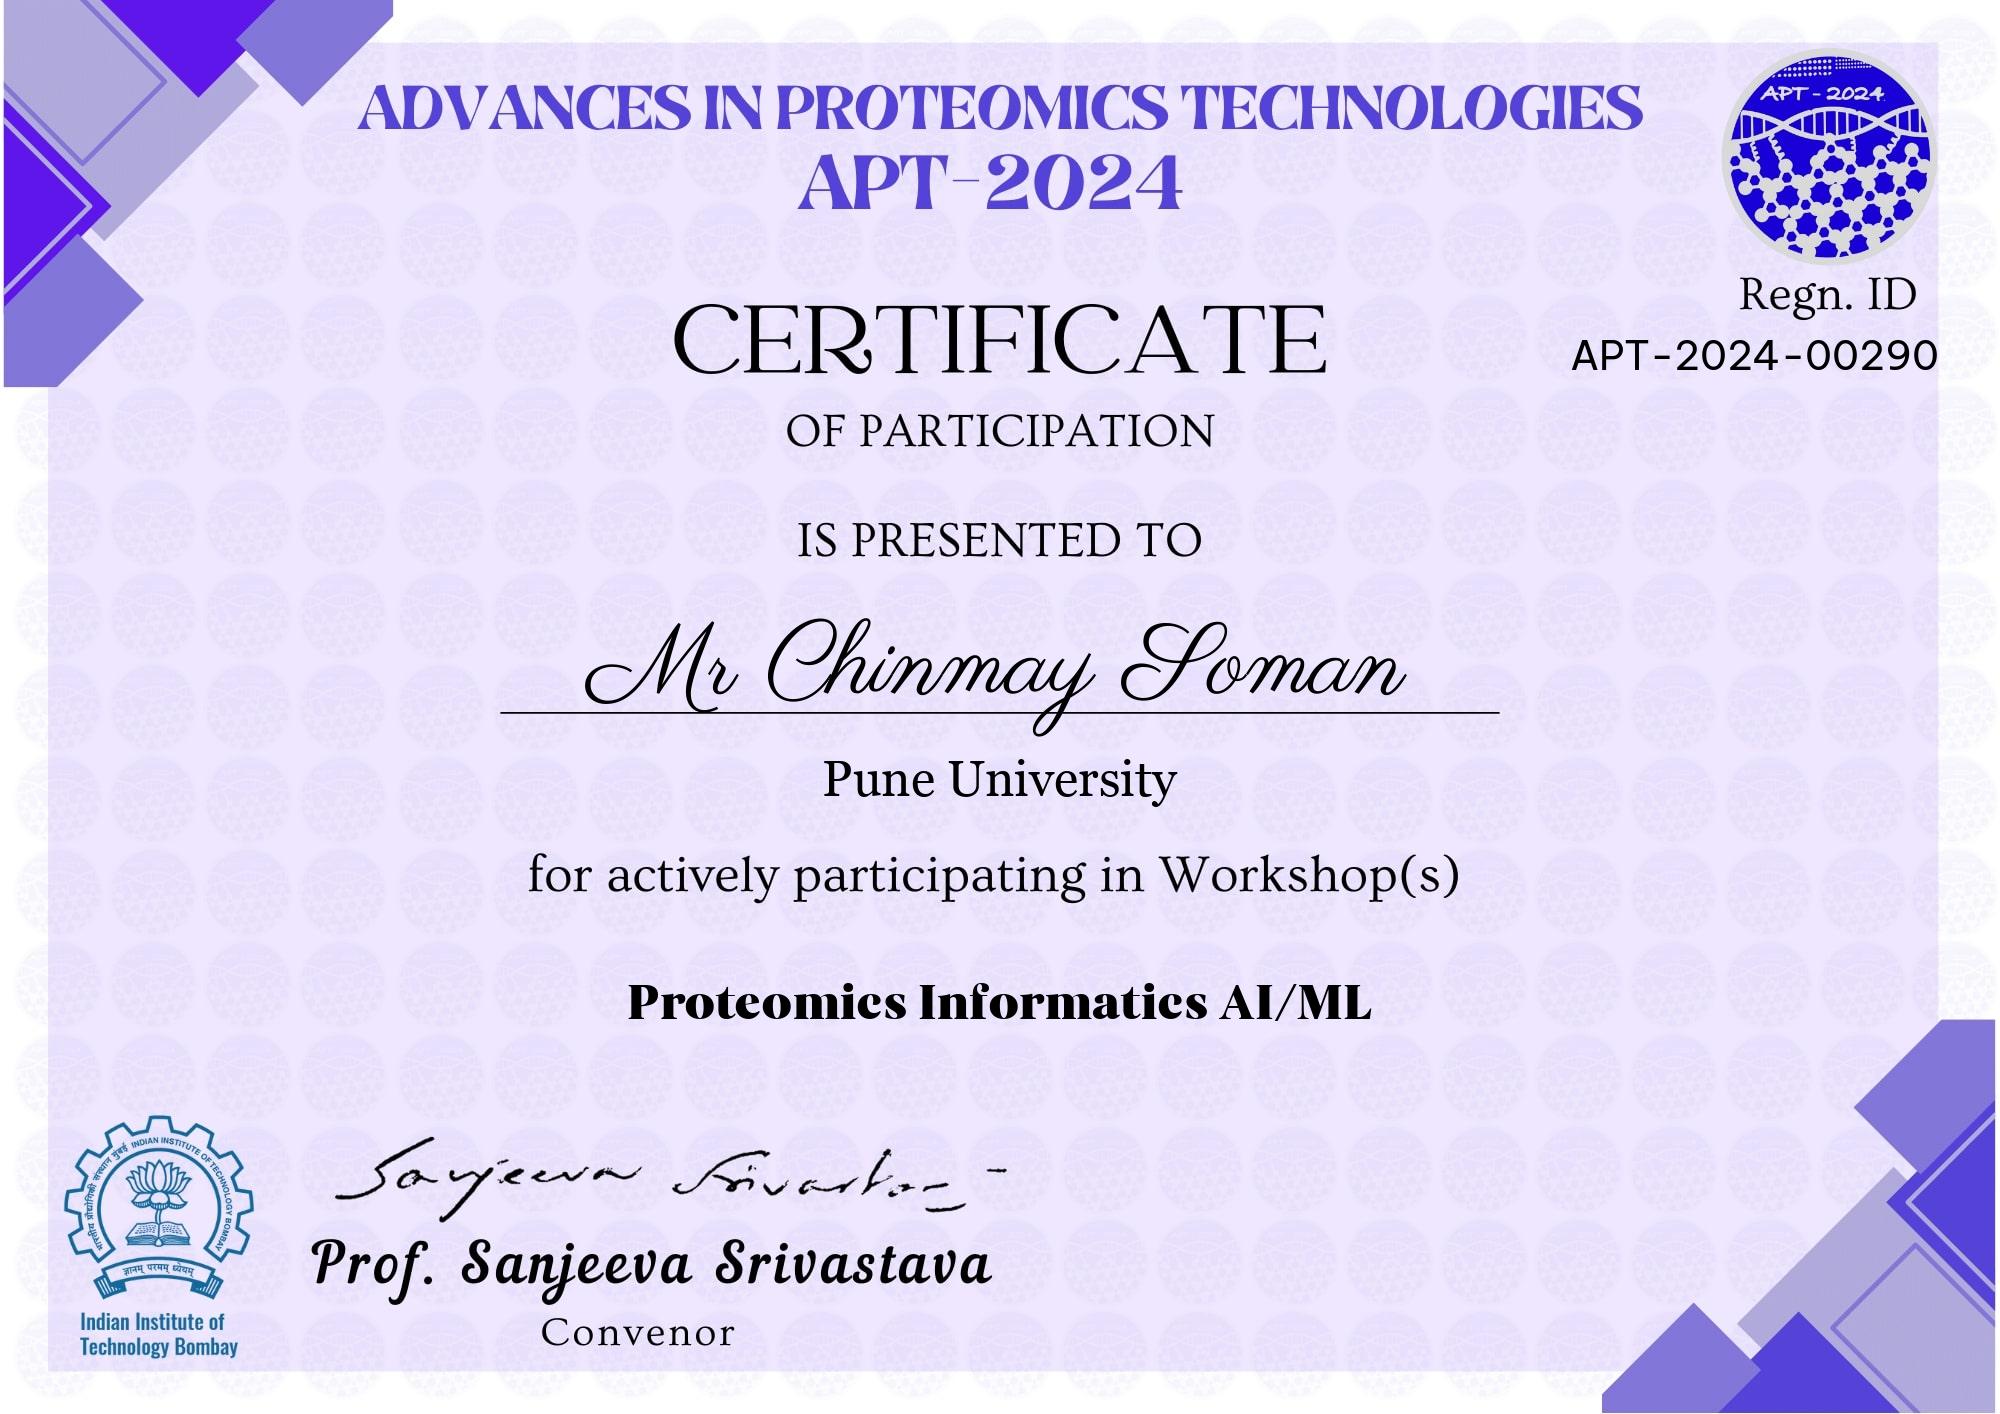 ADVANCES IN PROTEOMICS TECHNOLOGIES
APT-2024
APT - 2024
Regn. ID
APT-2024-00290
CERTIFICATE
OF PARTICIPATION
IS PRESENTED TO
Mr Chinmay Soman
Pune University
for actively participating in Workshop(s)
Proteomics Informatics AI/ML
भारतीय प्रौद्योगिकी संस्थान मुंबई
INDIAN INSTITUTE OF TECHNOLOGY BOMBAY
ज्ञानम् परमम् ध्येयम्
Indian Institute of
Technology Bombay
Sanjeeva Srivastava
Prof. Sanjeeva Srivastava
Convenor